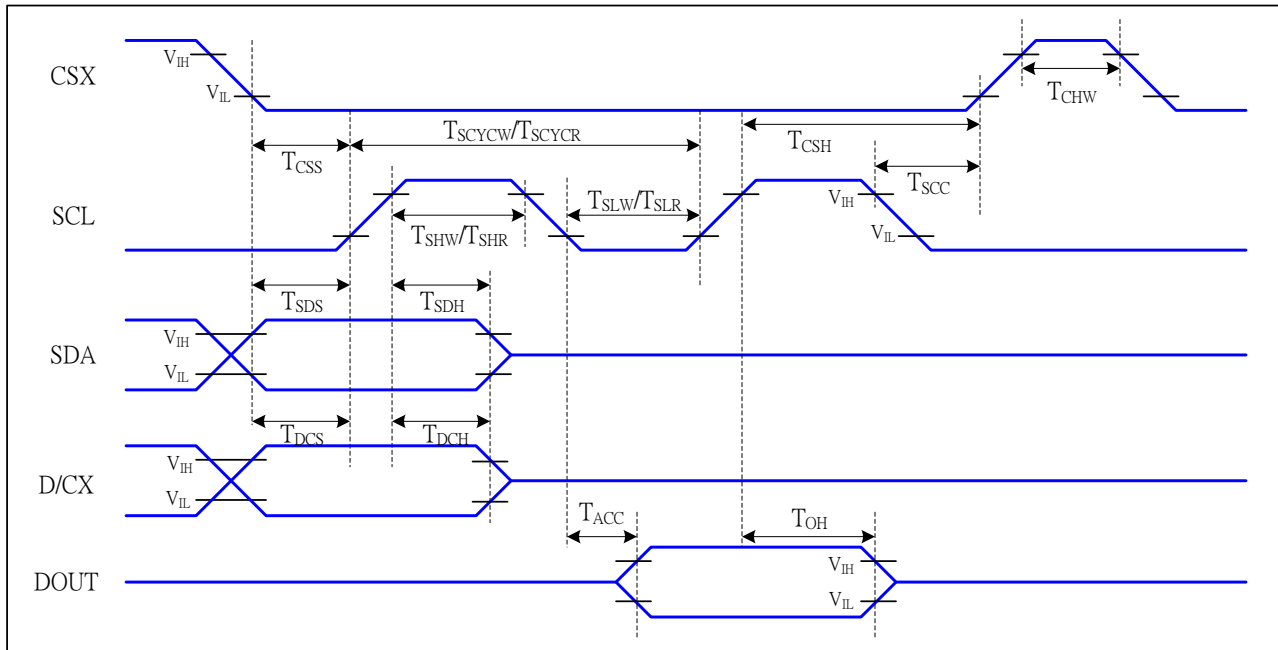 CSX
VIH
VIL
TCHW
TCSS
TSCYCW/TSCYCR
TCSH
TSCC
SCL
TSHW/TSHR
TSLW/TSLR
VIH
VIL
TSDS
TSDH
SDA
VIH
VIL
TDCS
TDCH
D/CX
VIH
VIL
TACC
TOH
DOUT
VIH
VIL